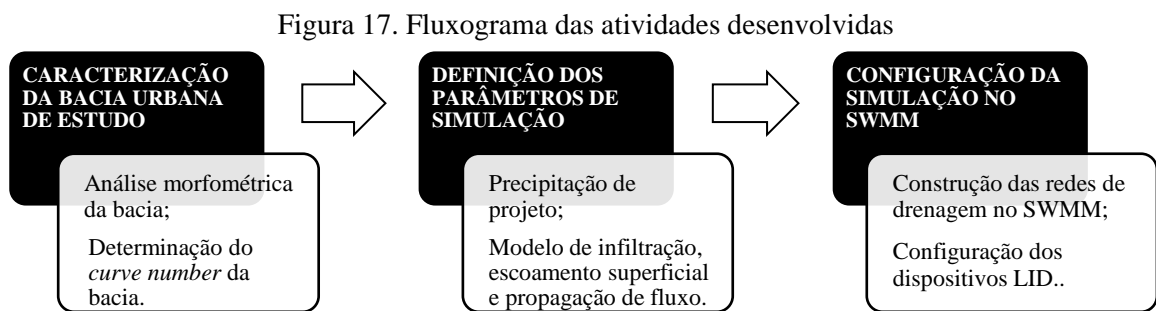 Figura 17. Fluxograma das atividades desenvolvidas
CARACTERIZAÇÃO
DA BACIA URBANA
DE ESTUDO
Análise morfométrica
da bacia;
Determinação do
curve number da
bacia.
DEFINIÇÃO DOS
PARÂMETROS DE
SIMULAÇÃO
Precipitação de
projeto;
Modelo de infiltração,
escoamento superficial
e propagação de fluxo.
CONFIGURAÇÃO DA
SIMULAÇÃO NO
SWMM
Construção das redes de
drenagem no SWMM;
Configuração dos
dispositivos LID..